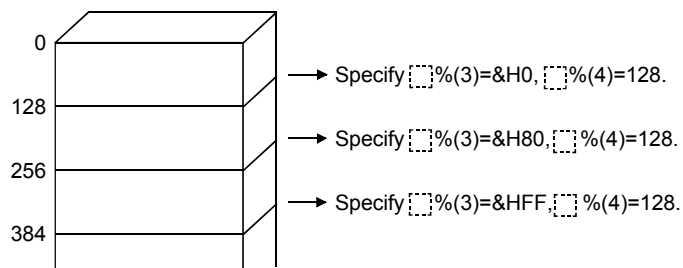 0
Specify %(3)=&H0, %(4)=128.
128
Specify %(3)=&H80, %(4)=128.
256
Specify %(3)=&HFF, %(4)=128.
384